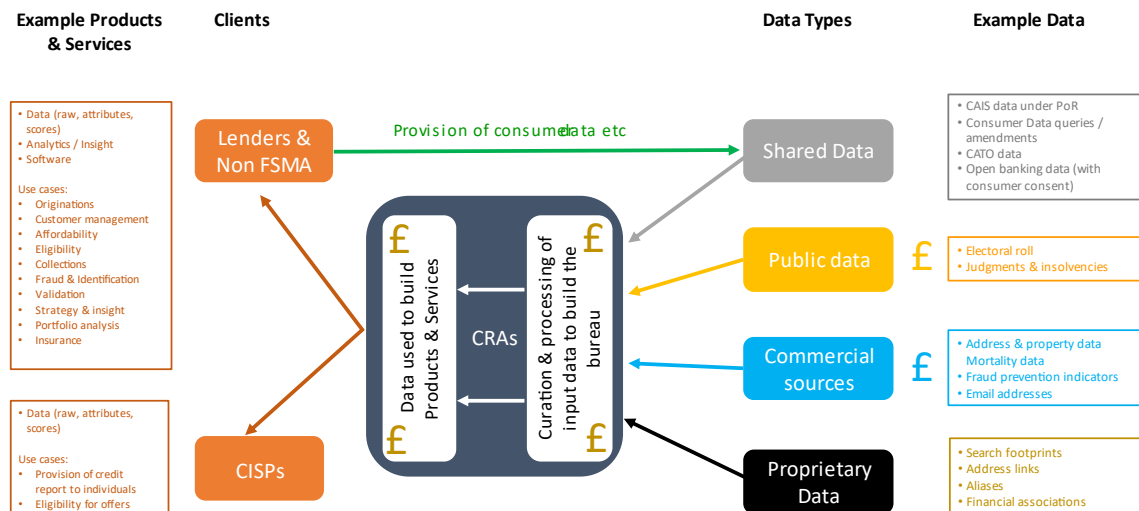 Example Products
& Services
Clients
Data Types
Example Data
• Data (raw, attributes,
scores)
• Analytics / Insight
• Software
Use cases:
• Originations
• Customer management
• Affordability
• Eligibility
• Collections
• Fraud & Identification
• Validation
• Strategy & insight
• Portfolio analysis
• Insurance
• Data (raw, attributes,
scores)
Use cases:
• Provision of credit
report to individuals
• Eligibility for offers
Lenders &
Non FSMA
CISPs
Provision of consumer data etc
£
£
Data used to build
Products & Services
CRAs
£
£
Curation & processing of
input data to build the
bureau
Shared Data
Public data
£
Commercial
sources
£
Proprietary
Data
• CAIS data under PoR
• Consumer Data queries /
amendments
• CATO data
• Open banking data (with
consumer consent)
• Electoral roll
• Judgments & insolvencies
• Address & property data
Mortality data
• Fraud prevention indicators
• Email addresses
• Search footprints
• Address links
• Aliases
• Financial associations